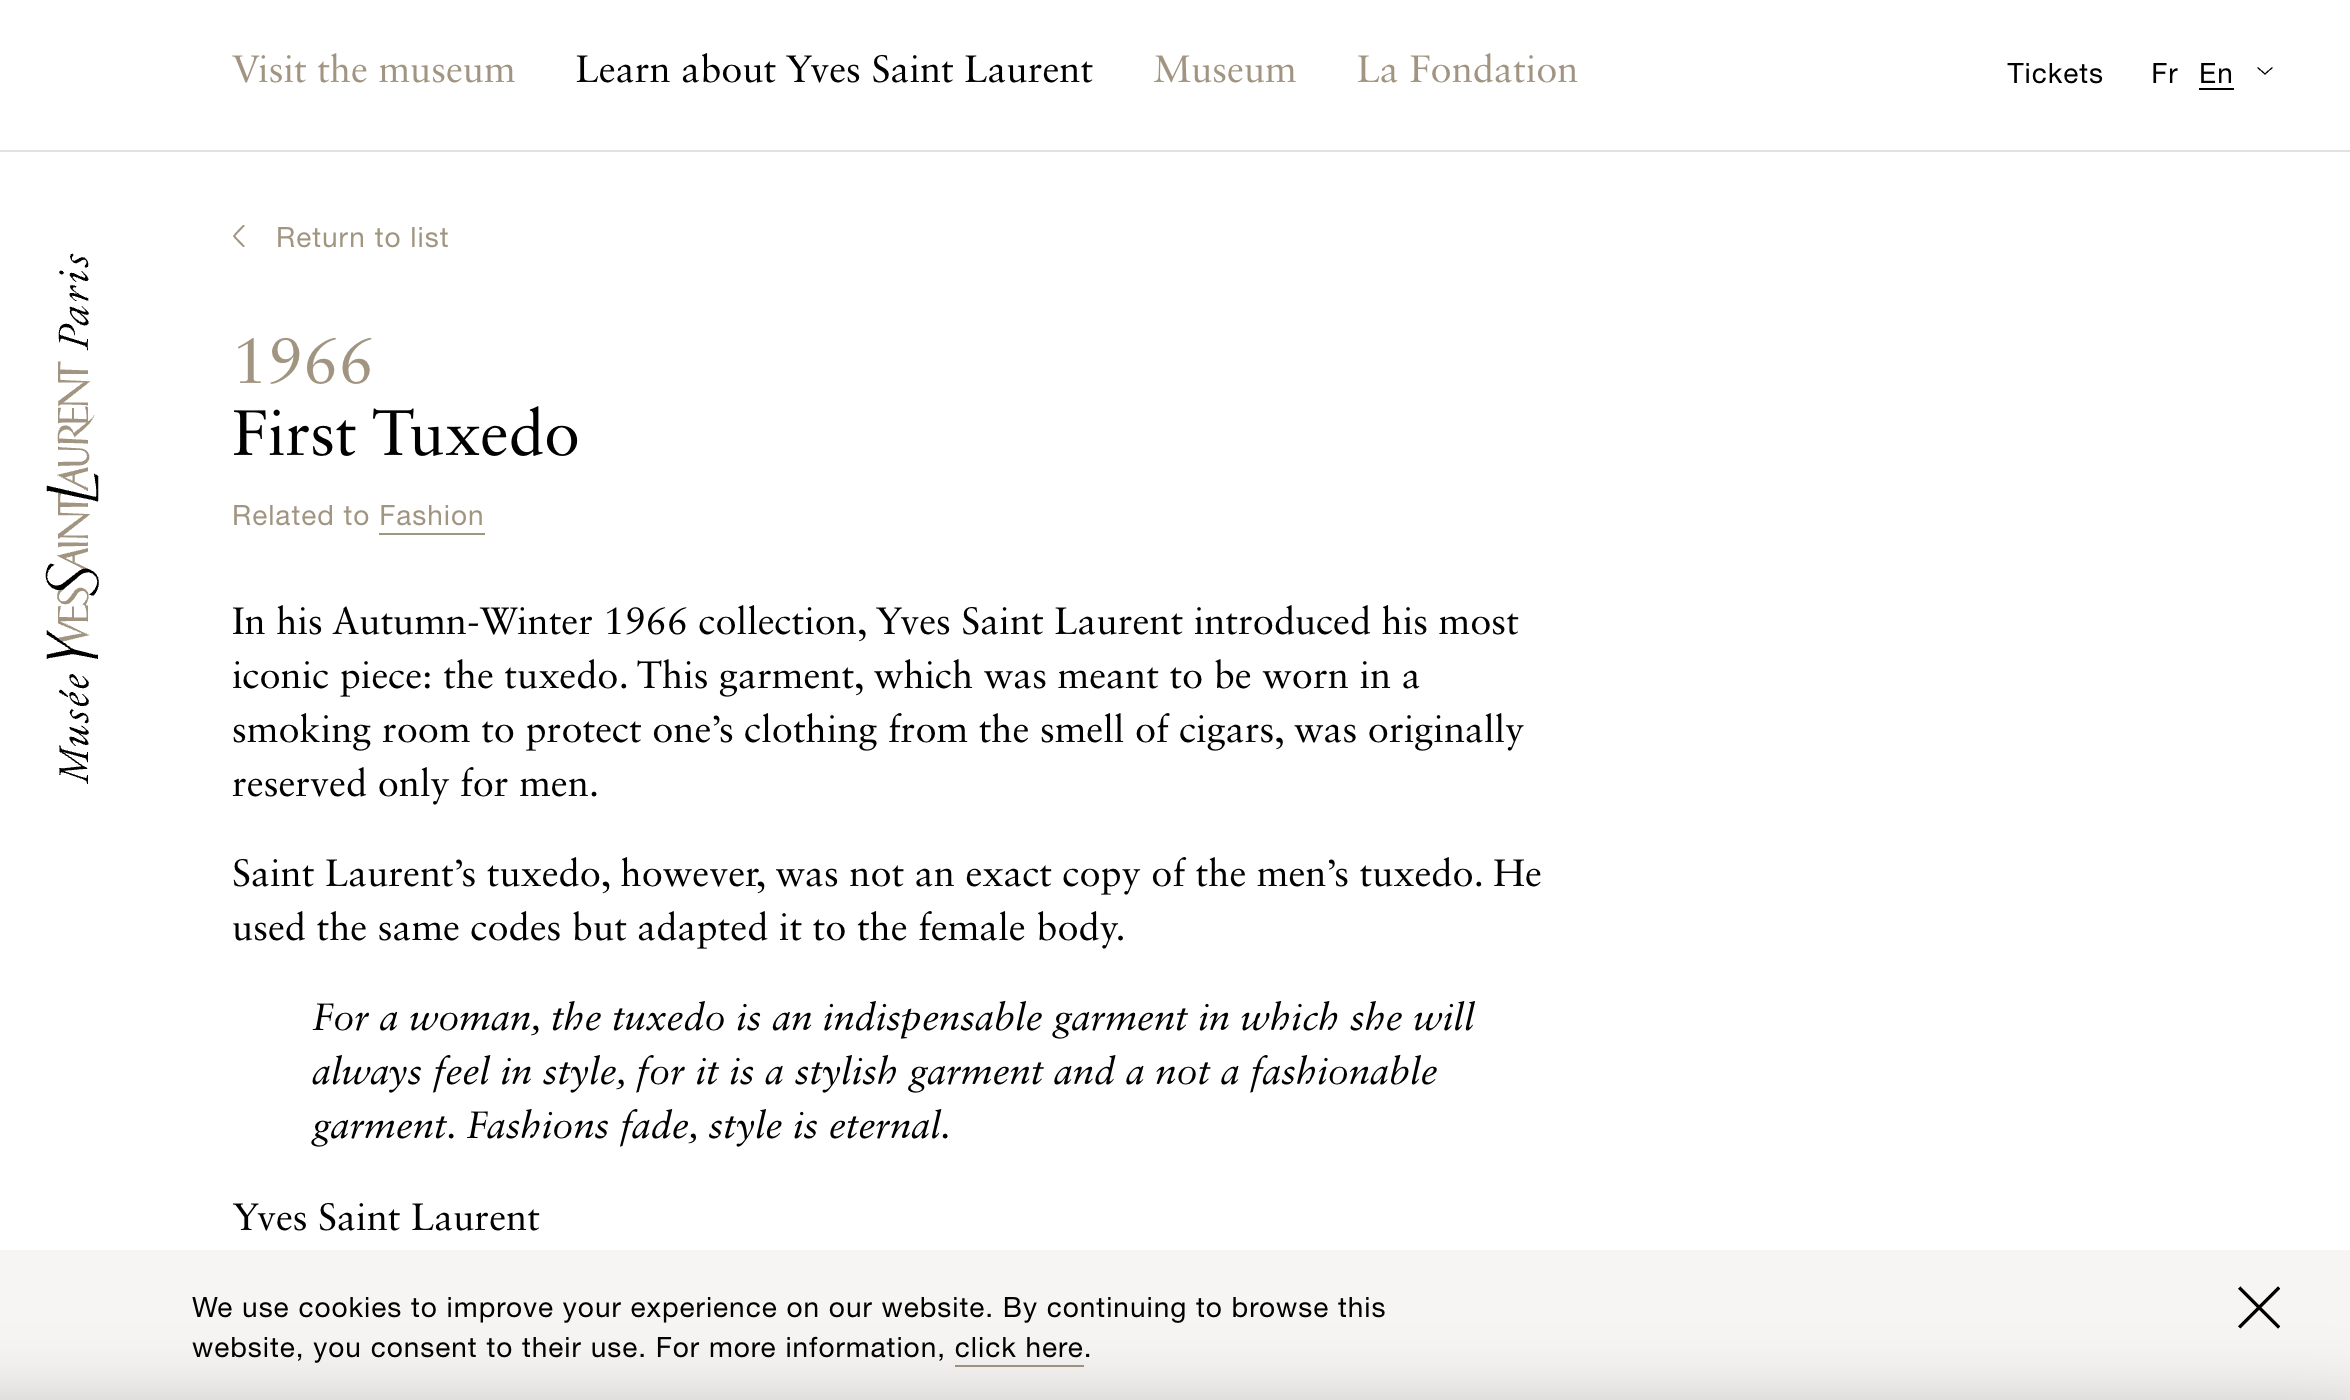 Visit the museum Learn about Yves Saint Laurent Museum La Fondation Tickets Fr En
Return to list
Musée YVES SAINT LAURENT Paris
1966
First Tuxedo
Related to Fashion
In his Autumn-Winter 1966 collection, Yves Saint Laurent introduced his most
iconic piece: the tuxedo. This garment, which was meant to be worn in a
smoking room to protect one’s clothing from the smell of cigars, was originally
reserved only for men.
Saint Laurent’s tuxedo, however, was not an exact copy of the men’s tuxedo. He
used the same codes but adapted it to the female body.
For a woman, the tuxedo is an indispensable garment in which she will
always feel in style, for it is a stylish garment and a not a fashionable
garment. Fashions fade, style is eternal.
Yves Saint Laurent
We use cookies to improve your experience on our website. By continuing to browse this
website, you consent to their use. For more information, click here.